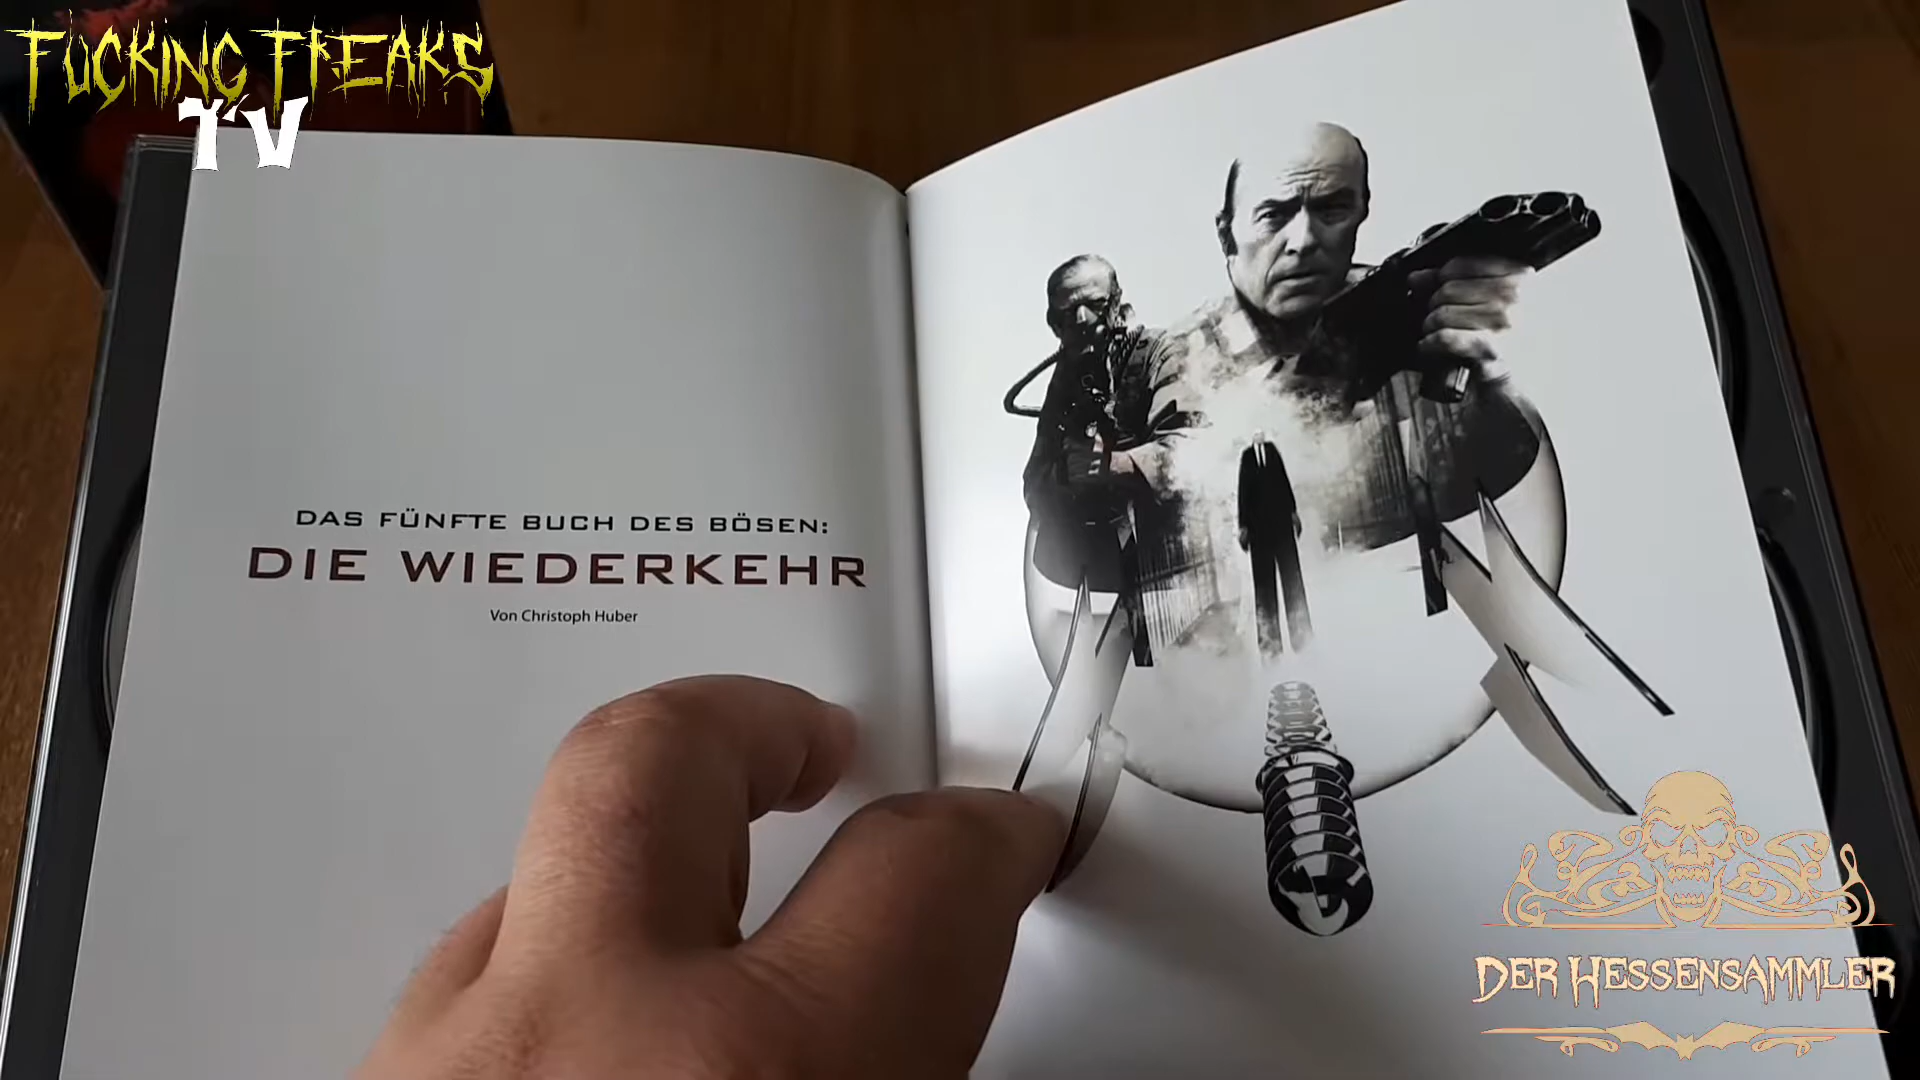 FUCKING FREAKS
TV
DAS FÜNFTE BUCH DES BÖSEN:
DIE WIEDERKEHR
Von Christoph Huber
DER HESSENSAMMLER